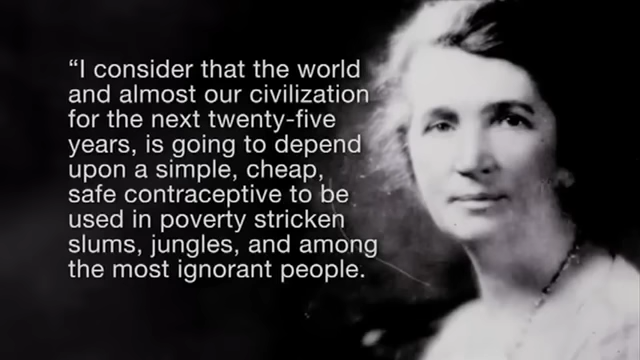 “I consider that the world
and almost our civilization
for the next twenty-five
years, is going to depend
upon a simple, cheap,
safe contraceptive to be
used in poverty stricken
slums, jungles, and among
the most ignorant people.